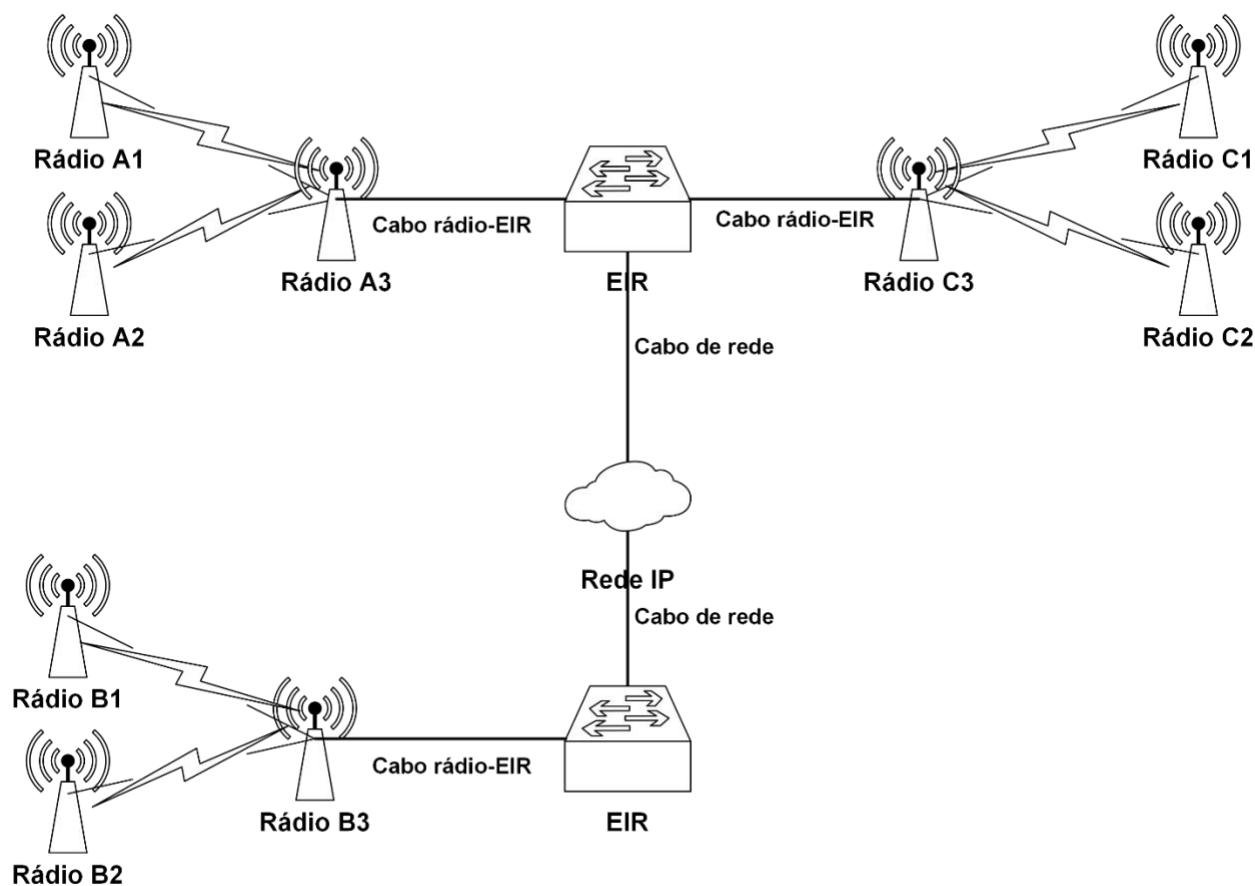 Rádio A1
Rádio C1
Cabo rádio-EIR
Cabo rádio-EIR
Rádio A3
EIR
Rádio C3
Rádio A2
Rádio C2
Cabo de rede
Rede IP
Cabo de rede
Rádio B1
Cabo rádio-EIR
Rádio B3
EIR
Rádio B2